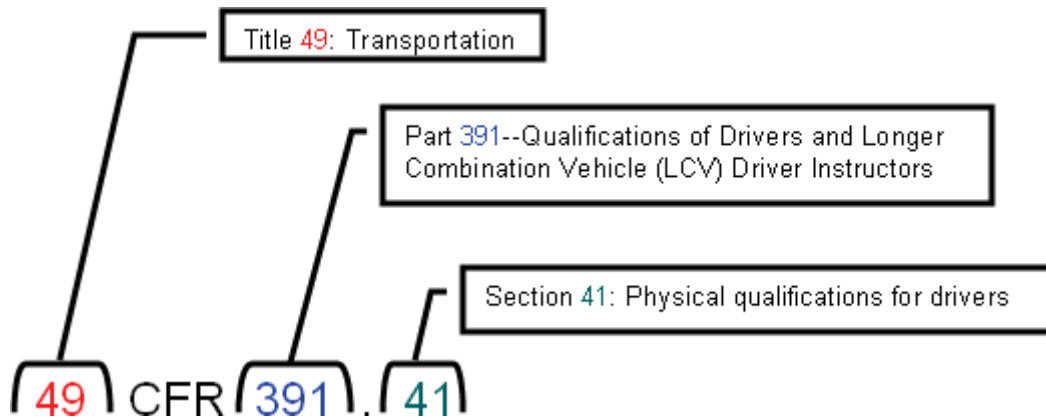 Title 49: Transportation
Part 391--Qualifications of Drivers and Longer
Combination Vehicle (LCV) Driver Instructors
Section 41: Physical qualifications for drivers
49 CFR 391.41